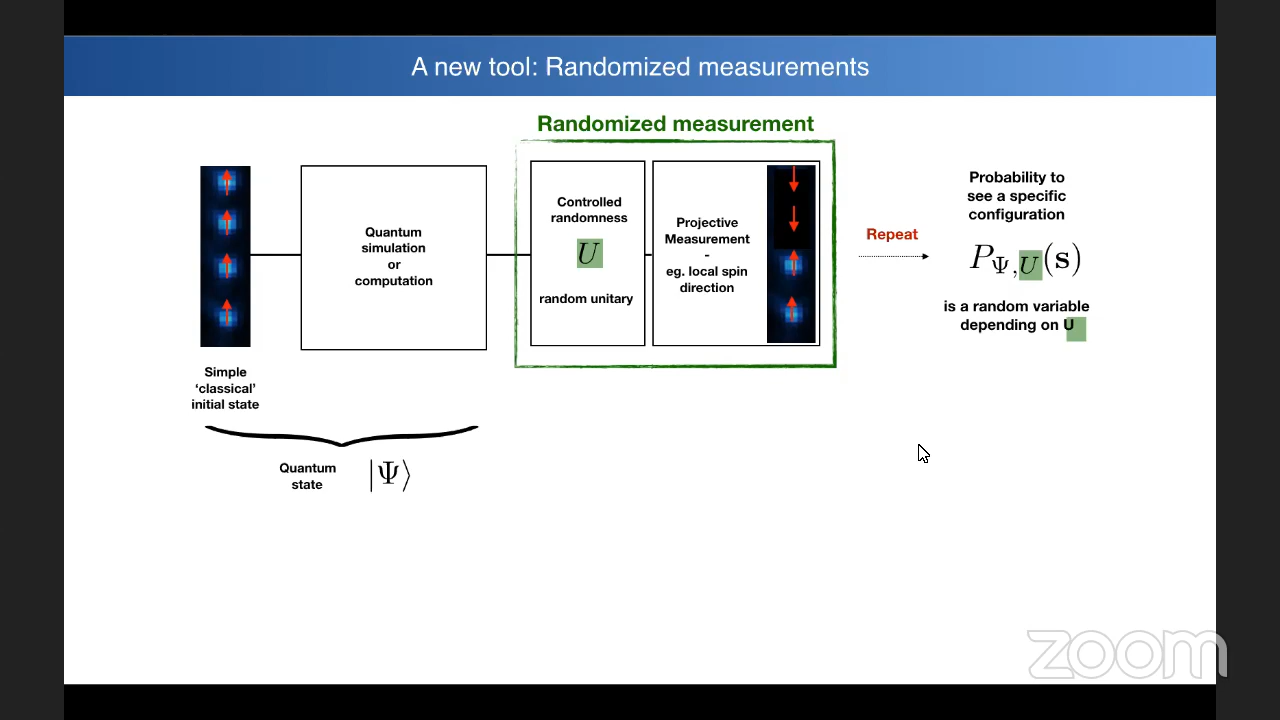 A new tool: Randomized measurements
Randomized measurement
Controlled
randomness
U
random unitary
Projective
Measurement
-
eg. local spin
direction
Quantum
simulation
or
computation
Repeat
Probability to
see a specific
configuration
P_{Ψ,U}(s)
is a random variable
depending on U
Simple
‘classical’
initial state
Quantum
state
|Ψ⟩
zoom